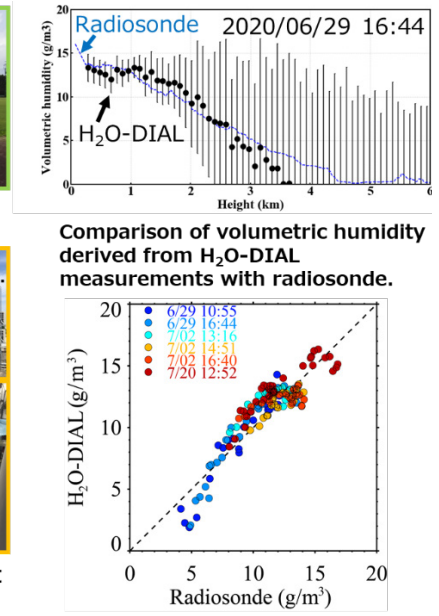 Radiosonde
2020/06/29 16:44
H₂O-DIAL
Volumetric humidity (g/m3)
20
15
10
5
0
0 1 2 3 4 5 6
Height (km)
Comparison of volumetric humidity
derived from H₂O-DIAL
measurements with radiosonde.
6/29 10:55
6/29 16:44
7/02 13:16
7/02 14:51
7/02 16:40
7/20 12:52
H₂O-DIAL (g/m³)
20
15
10
5
0
0 5 10 15 20
Radiosonde (g/m³)